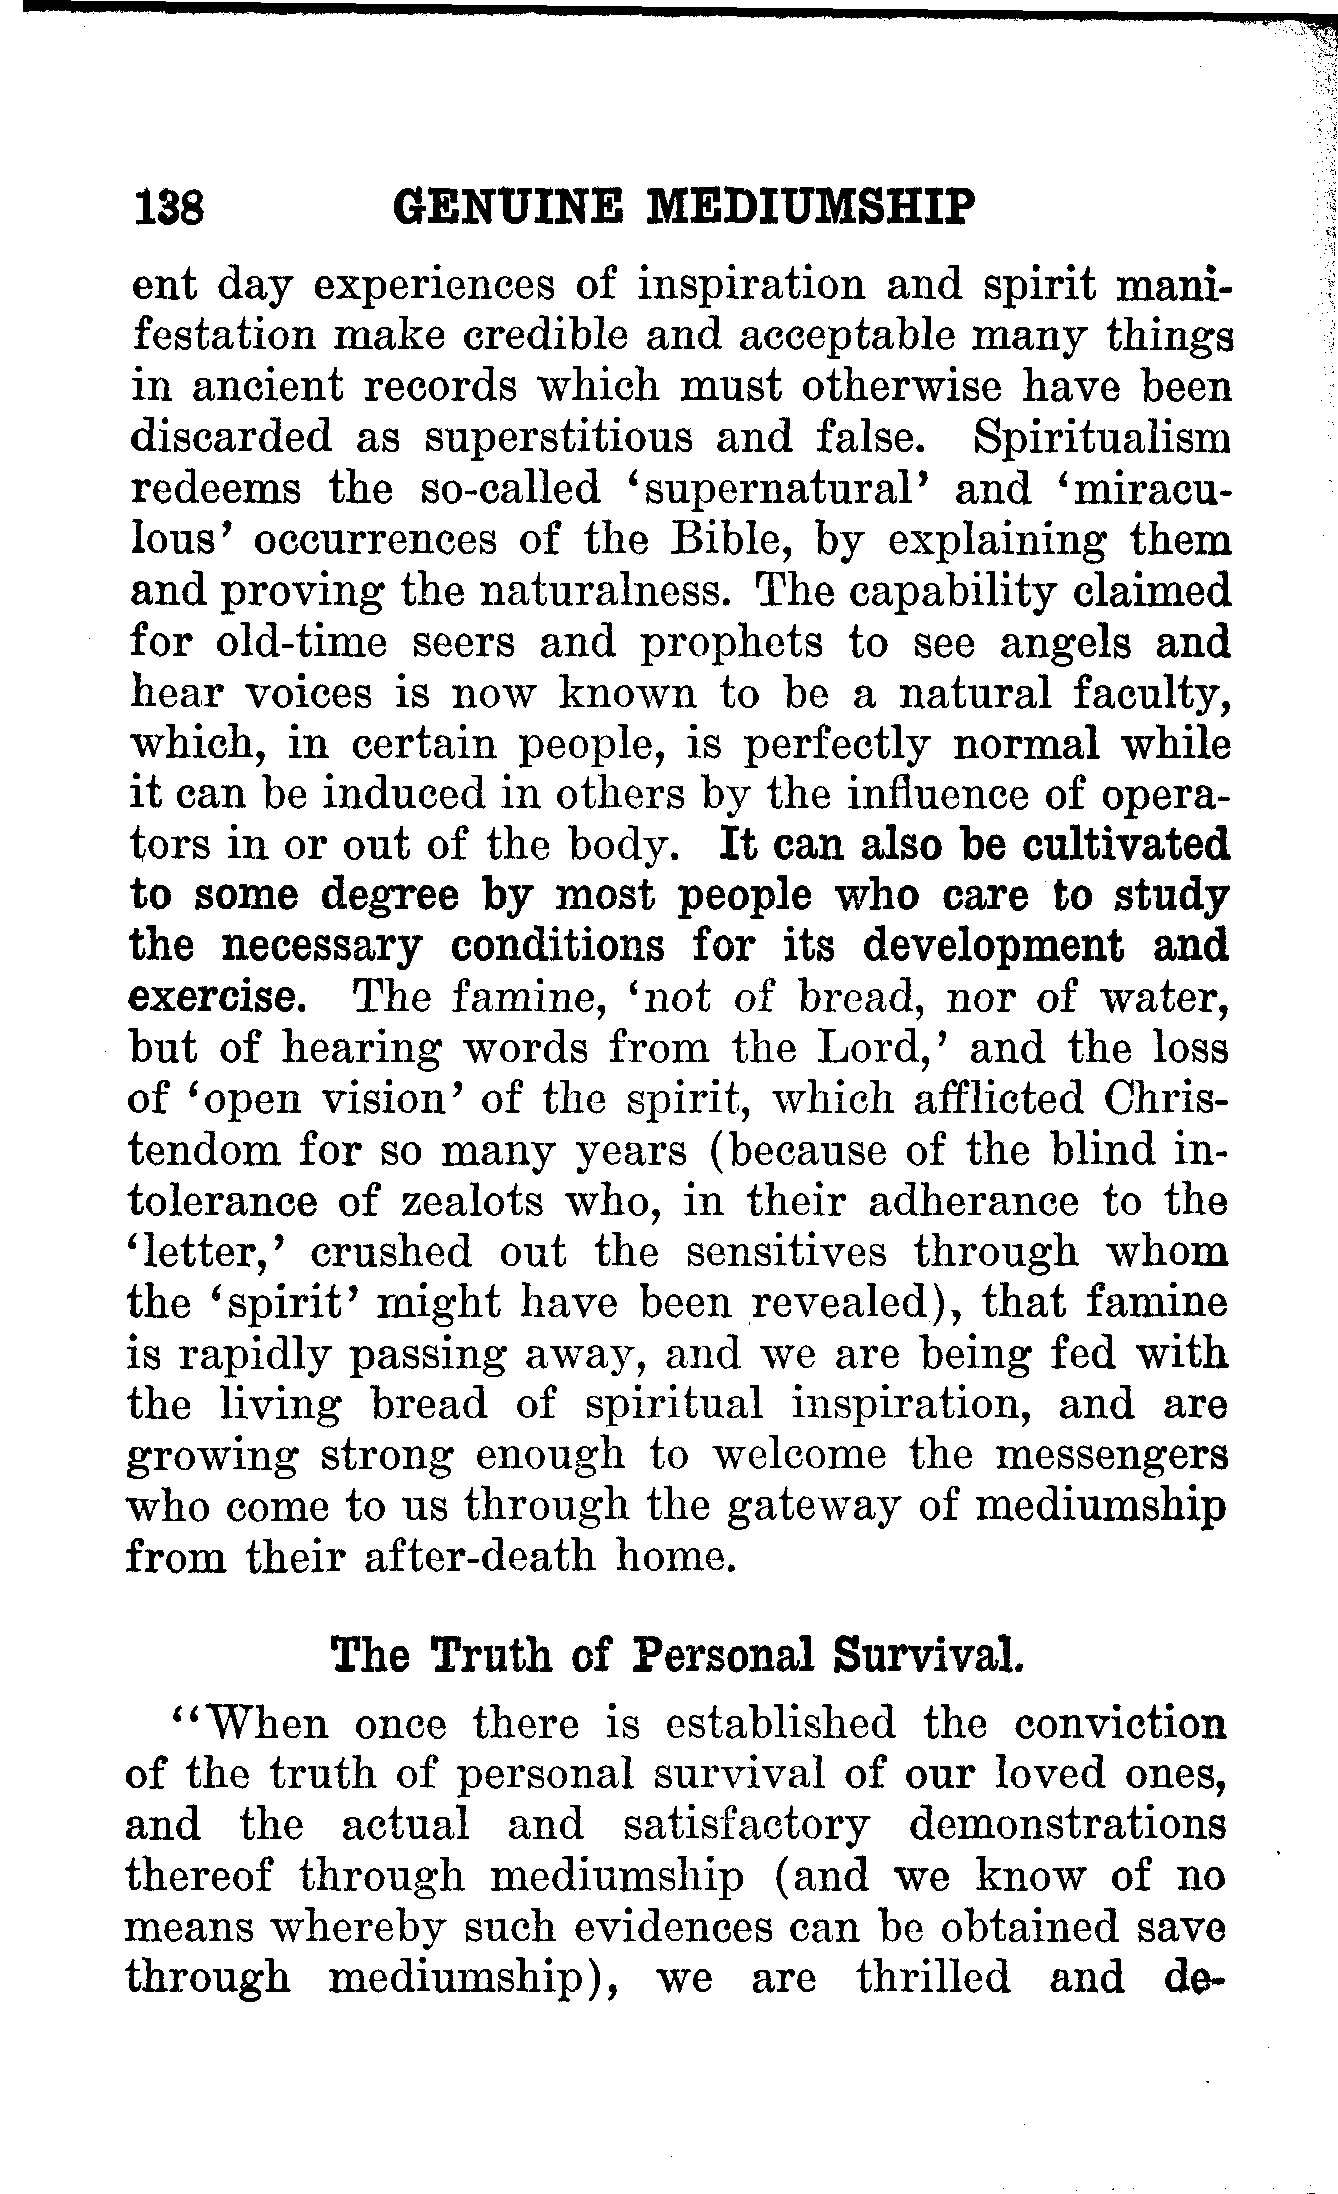 138 GENUINE MEDIUMSHIP
ent day experiences of inspiration and spirit mani-
festation make credible and acceptable many things
in ancient records which must otherwise have been
discarded as superstitious and false. Spiritualism
redeems the so-called ‘supernatural’ and ‘miracu-
lous’ occurrences of the Bible, by explaining them
and proving the naturalness. The capability claimed
for old-time seers and prophets to see angels and
hear voices is now known to be a natural faculty,
which, in certain people, is perfectly normal while
it can be induced in others by the influence of opera-
tors in or out of the body. It can also be cultivated
to some degree by most people who care to study
the necessary conditions for its development and
exercise. The famine, ‘not of bread, nor of water,
but of hearing words from the Lord,’ and the loss
of ‘open vision’ of the spirit, which afflicted Chris-
tendom for so many years (because of the blind in-
tolerance of zealots who, in their adherance to the
‘letter,’ crushed out the sensitives through whom
the ‘spirit’ might have been revealed), that famine
is rapidly passing away, and we are being fed with
the living bread of spiritual inspiration, and are
growing strong enough to welcome the messengers
who come to us through the gateway of mediumship
from their after-death home.
The Truth of Personal Survival.
“When once there is established the conviction
of the truth of personal survival of our loved ones,
and the actual and satisfactory demonstrations
thereof through mediumship (and we know of no
means whereby such evidences can be obtained save
through mediumship), we are thrilled and de-